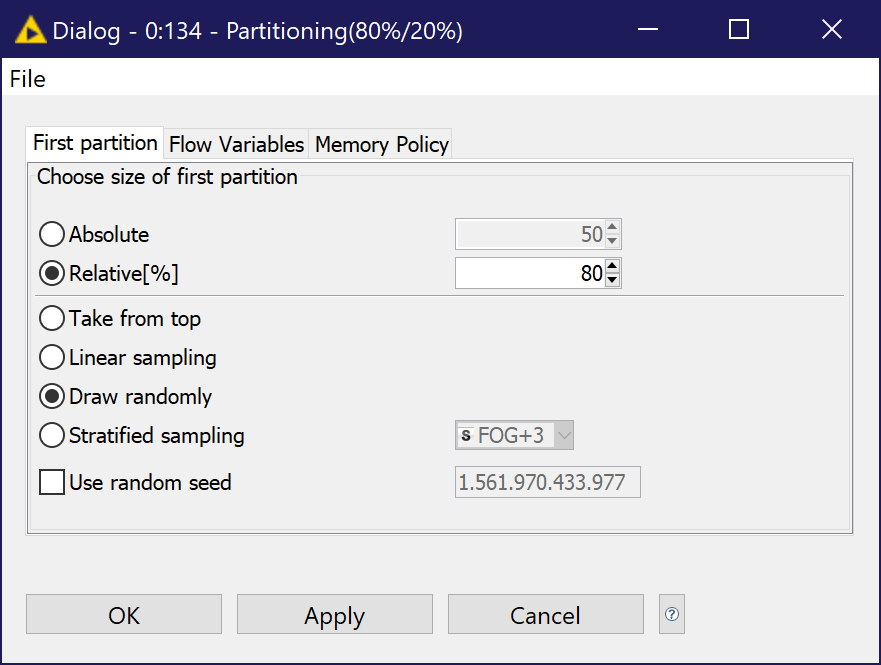 Dialog - 0:134 - Partitioning(80%/20%)
File
First partition Flow Variables Memory Policy
Choose size of first partition
Absolute 50
Relative[%] 80
Take from top
Linear sampling
Draw randomly
Stratified sampling S FOG+3
Use random seed 1.561.970.433.977
OK Apply Cancel ?